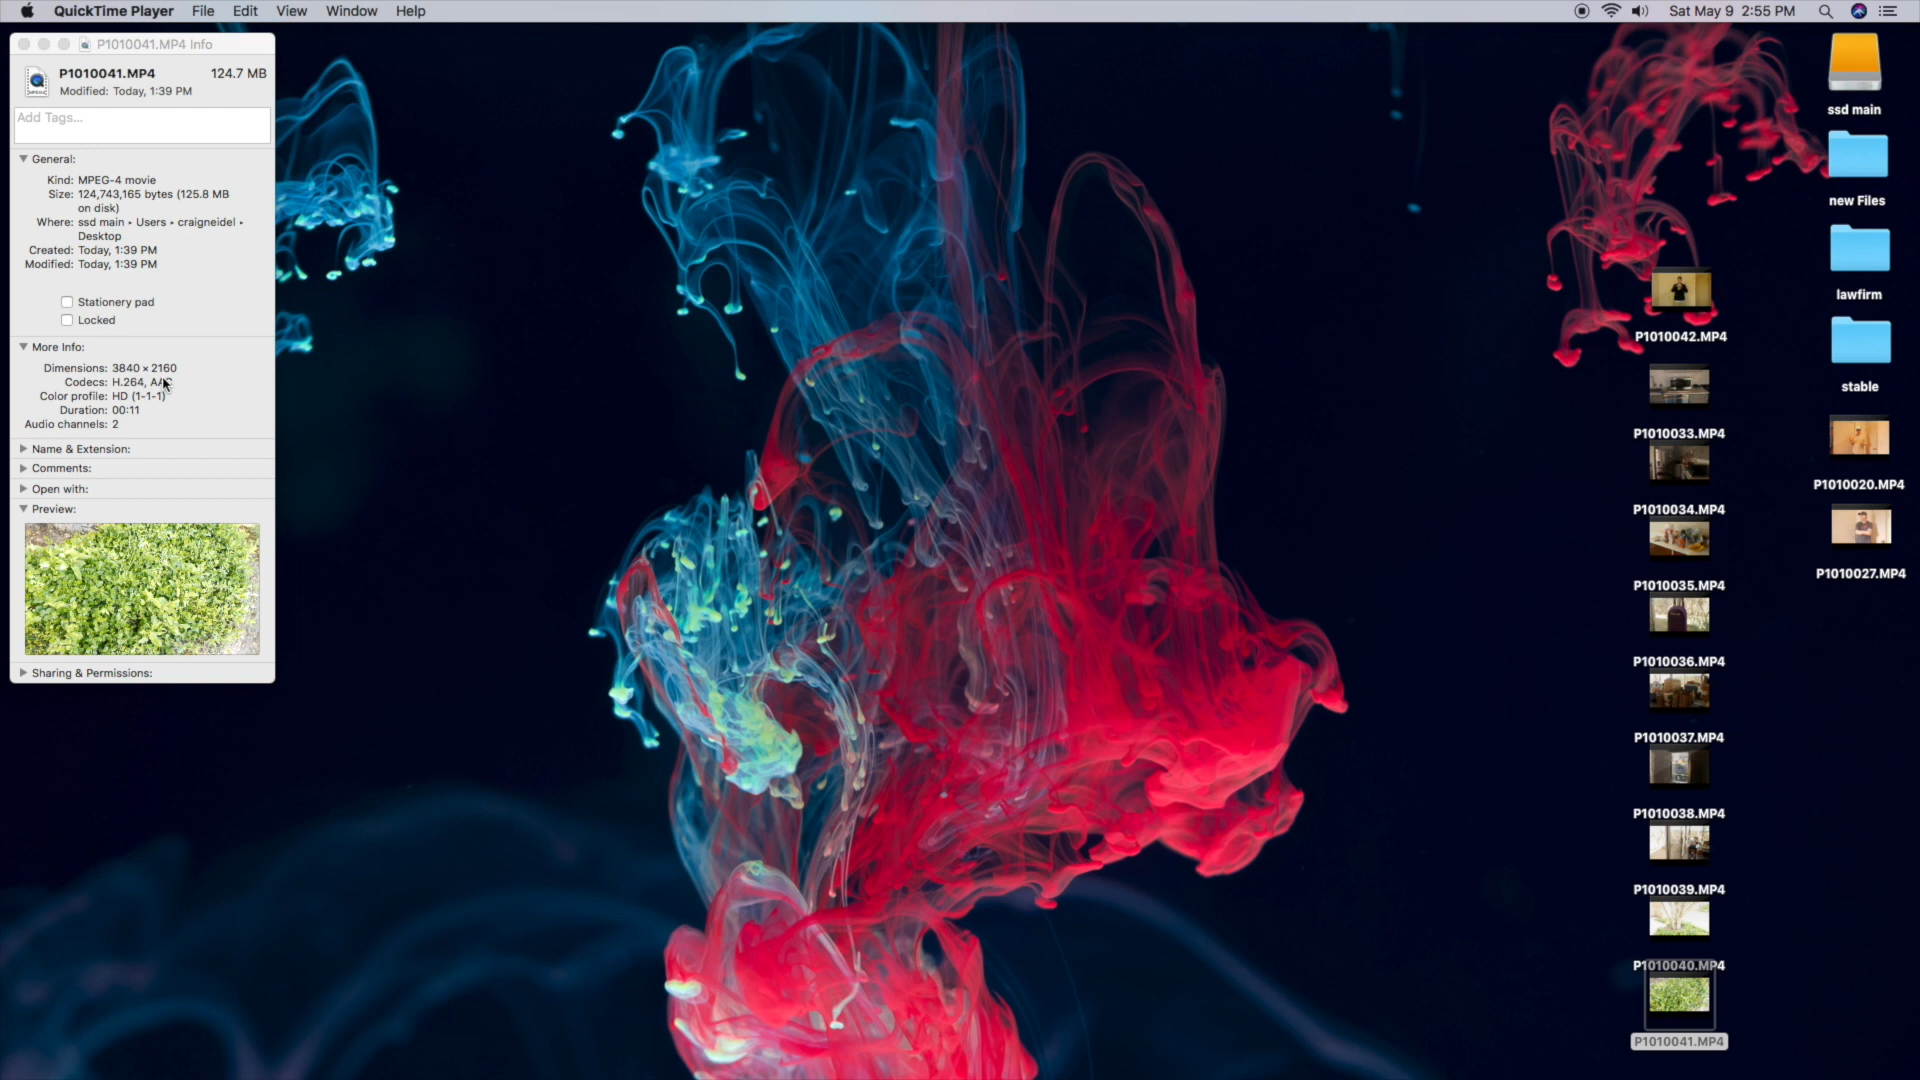 QuickTime Player File Edit View Window Help
Sat May 9 2:55 PM
P1010041.MP4 Info
P1010041.MP4 124.7 MB
Modified: Today, 1:39 PM
Add Tags...
General:
Kind: MPEG-4 movie
Size: 124,743,165 bytes (125.8 MB
on disk)
Where: ssd main ▸ Users ▸ craigneidel ▸
Desktop
Created: Today, 1:39 PM
Modified: Today, 1:39 PM
Stationery pad
Locked
More Info:
Dimensions: 3840 × 2160
Codecs: H.264, AAC
Color profile: HD (1-1-1)
Duration: 00:11
Audio channels: 2
Name & Extension:
Comments:
Open with:
Preview:
Sharing & Permissions:
P1010042.MP4
P1010033.MP4
P1010034.MP4
P1010035.MP4
P1010036.MP4
P1010037.MP4
P1010038.MP4
P1010039.MP4
P1010040.MP4
P1010041.MP4
ssd main
new Files
lawfirm
stable
P1010020.MP4
P1010027.MP4